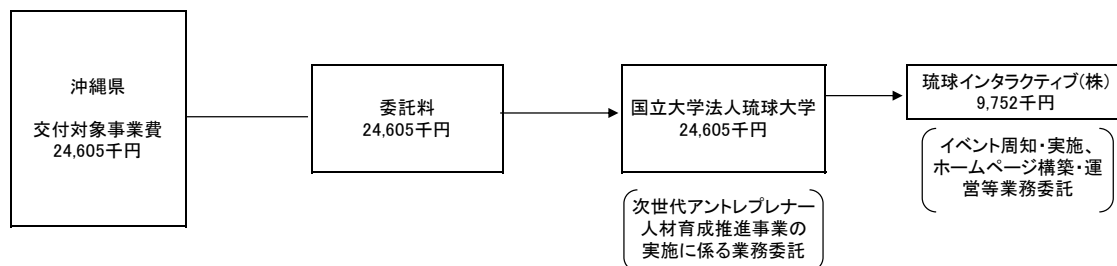 沖縄県
交付対象事業費
24,605千円
委託料
24,605千円
国立大学法人琉球大学
24,605千円
次世代アントレプレナー
人材育成推進事業の
実施に係る業務委託
琉球インタラクティブ(株)
9,752千円
イベント周知・実施、
ホームページ構築・運
営等業務委託